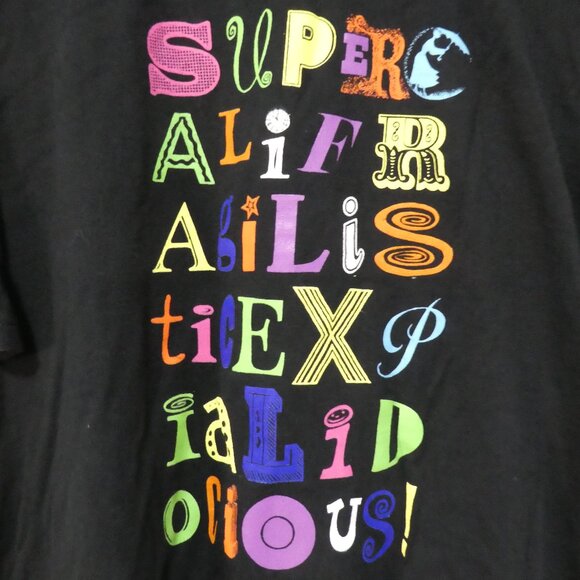 SUPERC
ALiFR
AGiLiS
ticEXP
iaLiD
OCiOUS!